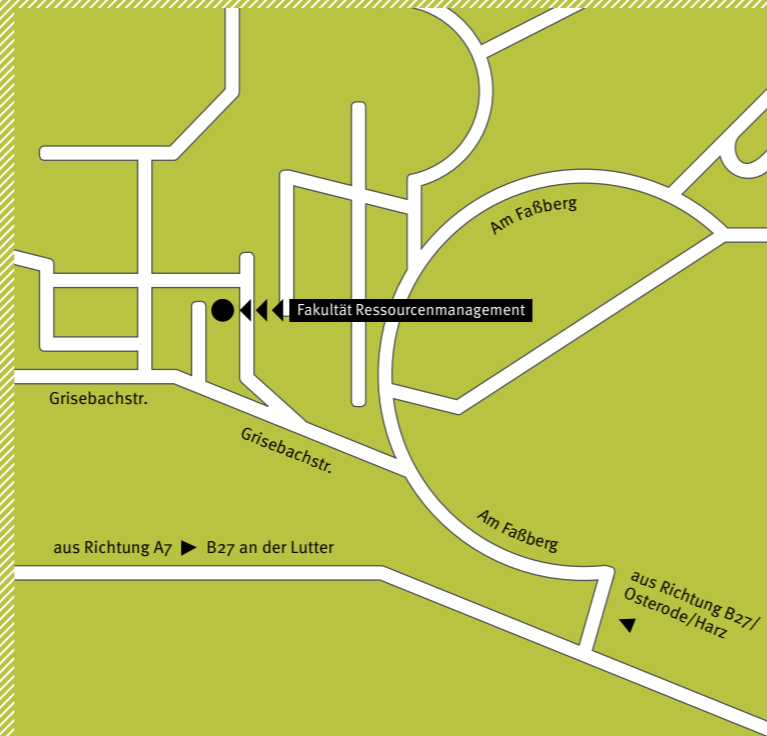 Am Faßberg
Fakultät Ressourcenmanagement
Grisebachstr.
Grisebachstr.
Am Faßberg
aus Richtung A7 ► B27 an der Lutter
aus Richtung B27/
Osterode/Harz